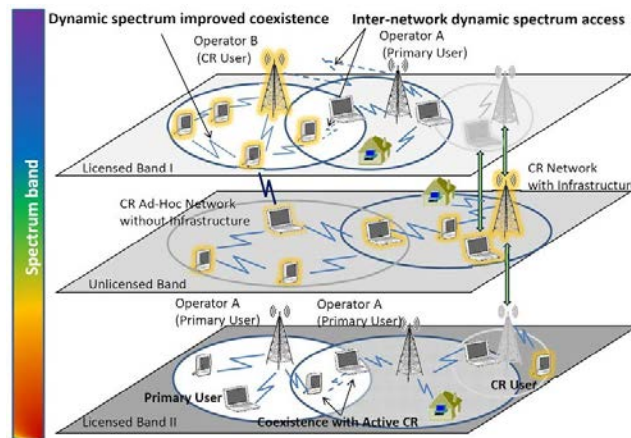 Dynamic spectrum improved coexistence
Inter-network dynamic spectrum access
Operator B
(CR User)
Operator A
(Primary User)
Licensed Band I
CR Network
with Infrastructur
CR Ad-Hoc Network
without Infrastructure
Unlicensed Band
Operator A
(Primary User)
Operator A
(Primary User)
Primary User
CR User
Coexistence with Active CR
Licensed Band II
Spectrum band